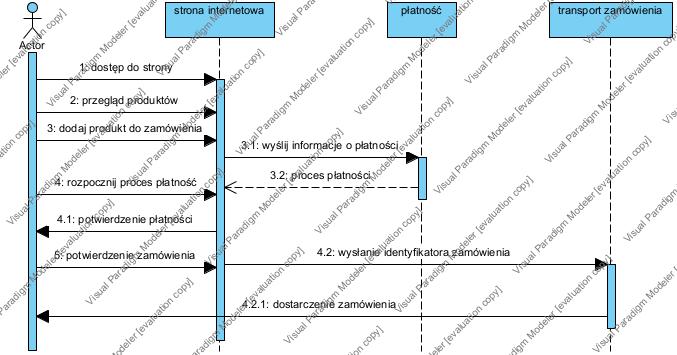 strona internetowa
płatność
transport zamówienia
Actor
1: dostęp do strony
2: przegląd produktów
3: dodaj produkt do zamówienia
3.1: wyślij informacje o płatności
3.2: proces płatności
4: rozpocznij proces płatność
4.1: potwierdzenie płatności
4.2: wysłanie identyfikatora zamówienia
5: potwierdzenie zamówienia
4.2.1: dostarczenie zamówienia
Visual Paradigm Modeler [evaluation copy]